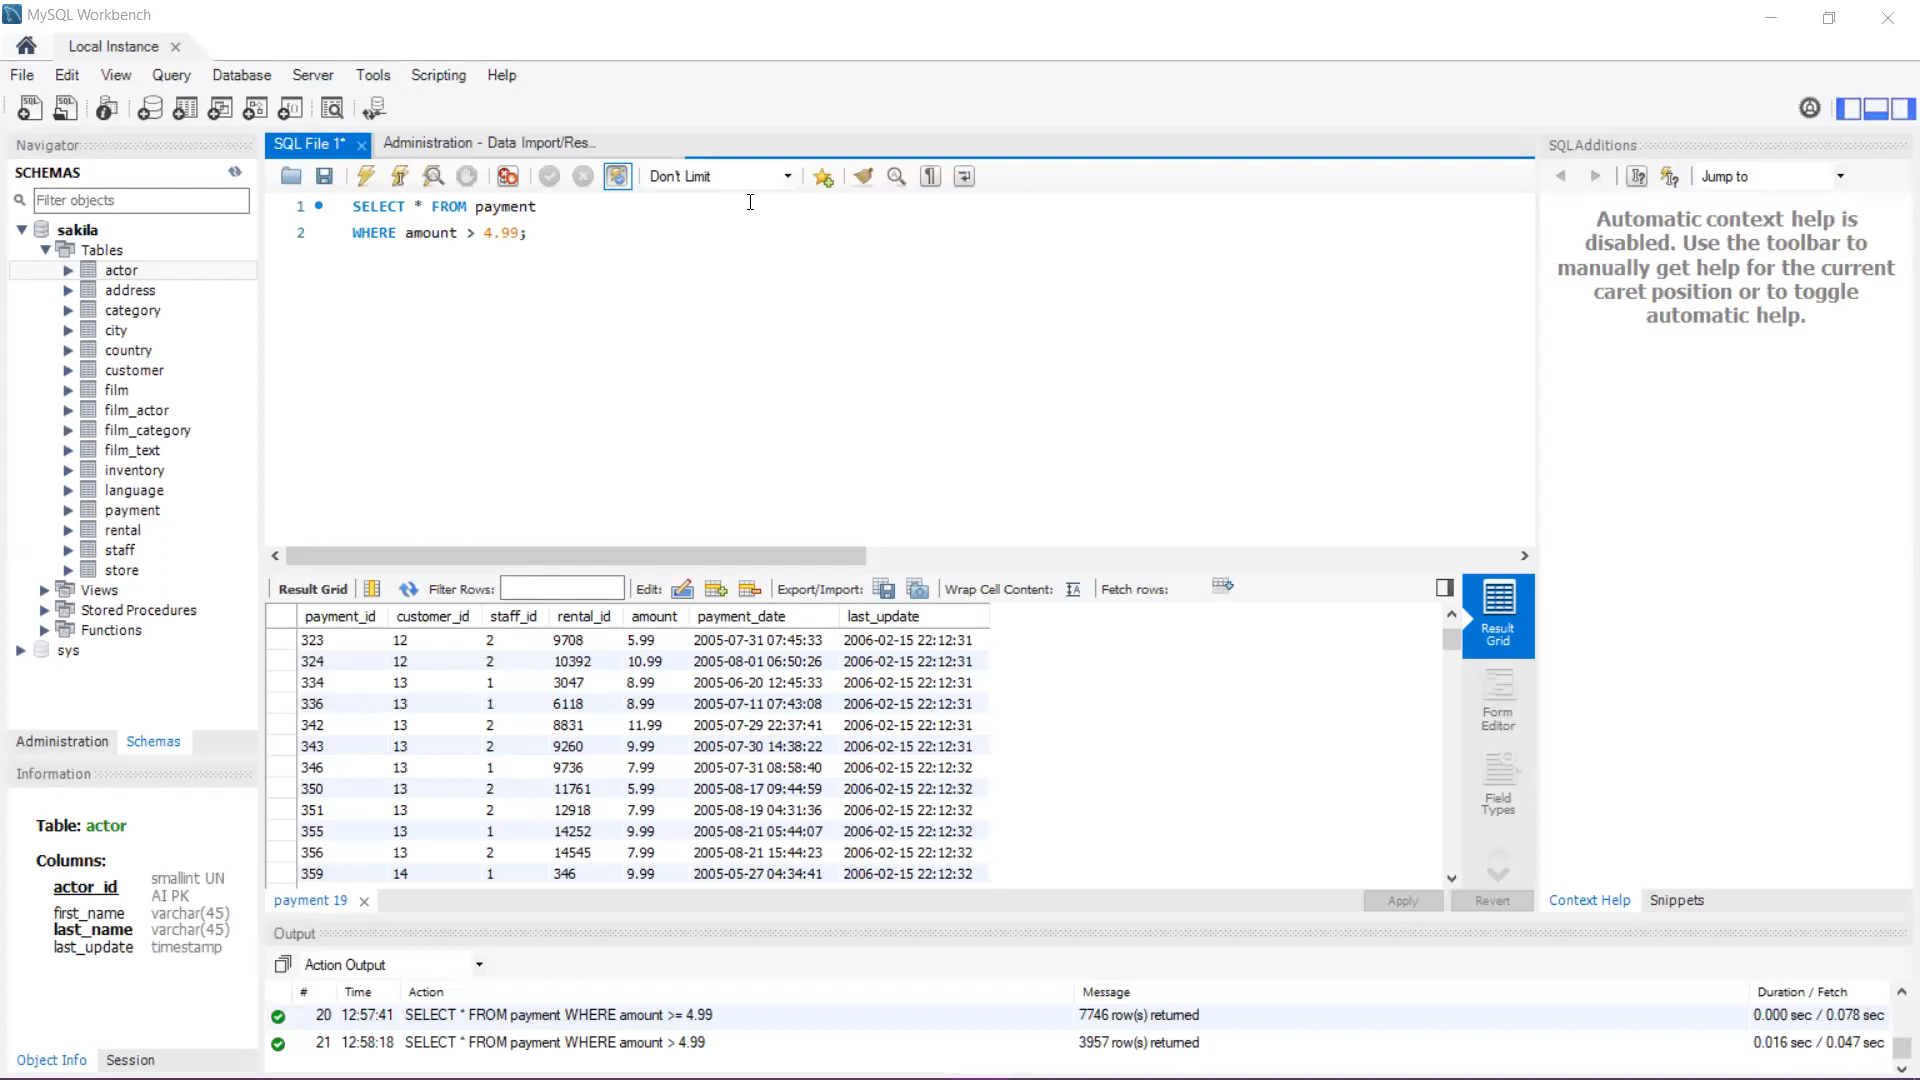 MySQL Workbench
Local Instance
File Edit View Query Database Server Tools Scripting Help
Navigator
SCHEMAS
Filter objects
sakila
Tables
actor
address
category
city
country
customer
film
film_actor
film_category
film_text
inventory
language
payment
rental
staff
store
Views
Stored Procedures
Functions
sys
Administration Schemas
Information
Table: actor
Columns:
actor_id smallint UN AI PK
first_name varchar(45)
last_name varchar(45)
last_update timestamp
Object Info Session
SQL File 1* Administration - Data Import/Res...
Don't Limit
1 SELECT * FROM payment
2 WHERE amount > 4.99;
Result Grid Filter Rows: Edit: Export/Import: Wrap Cell Content: Fetch rows:
payment_id customer_id staff_id rental_id amount payment_date last_update
323 12 2 9708 5.99 2005-07-31 07:45:33 2006-02-15 22:12:31
324 12 2 10392 10.99 2005-08-01 06:50:26 2006-02-15 22:12:31
334 13 1 3047 8.99 2005-06-20 12:45:33 2006-02-15 22:12:31
336 13 1 6118 8.99 2005-07-11 07:43:08 2006-02-15 22:12:31
342 13 2 8831 11.99 2005-07-29 22:37:41 2006-02-15 22:12:31
343 13 2 9260 9.99 2005-07-30 14:38:22 2006-02-15 22:12:31
346 13 1 9736 7.99 2005-07-31 08:58:40 2006-02-15 22:12:32
350 13 2 11761 5.99 2005-08-17 09:44:59 2006-02-15 22:12:32
351 13 2 12918 7.99 2005-08-19 04:31:36 2006-02-15 22:12:32
355 13 1 14252 9.99 2005-08-21 05:44:07 2006-02-15 22:12:32
356 13 2 14545 7.99 2005-08-21 15:44:23 2006-02-15 22:12:32
359 14 1 346 9.99 2005-05-27 04:34:41 2006-02-15 22:12:32
Result Grid
Form Editor
Field Types
payment 19 Apply Revert
SQLAdditions
Jump to
Automatic context help is
disabled. Use the toolbar to
manually get help for the current
caret position or to toggle
automatic help.
Context Help Snippets
Output
Action Output
# Time Action Message Duration / Fetch
20 12:57:41 SELECT * FROM payment WHERE amount >= 4.99 7746 row(s) returned 0.000 sec / 0.078 sec
21 12:58:18 SELECT * FROM payment WHERE amount > 4.99 3957 row(s) returned 0.016 sec / 0.047 sec